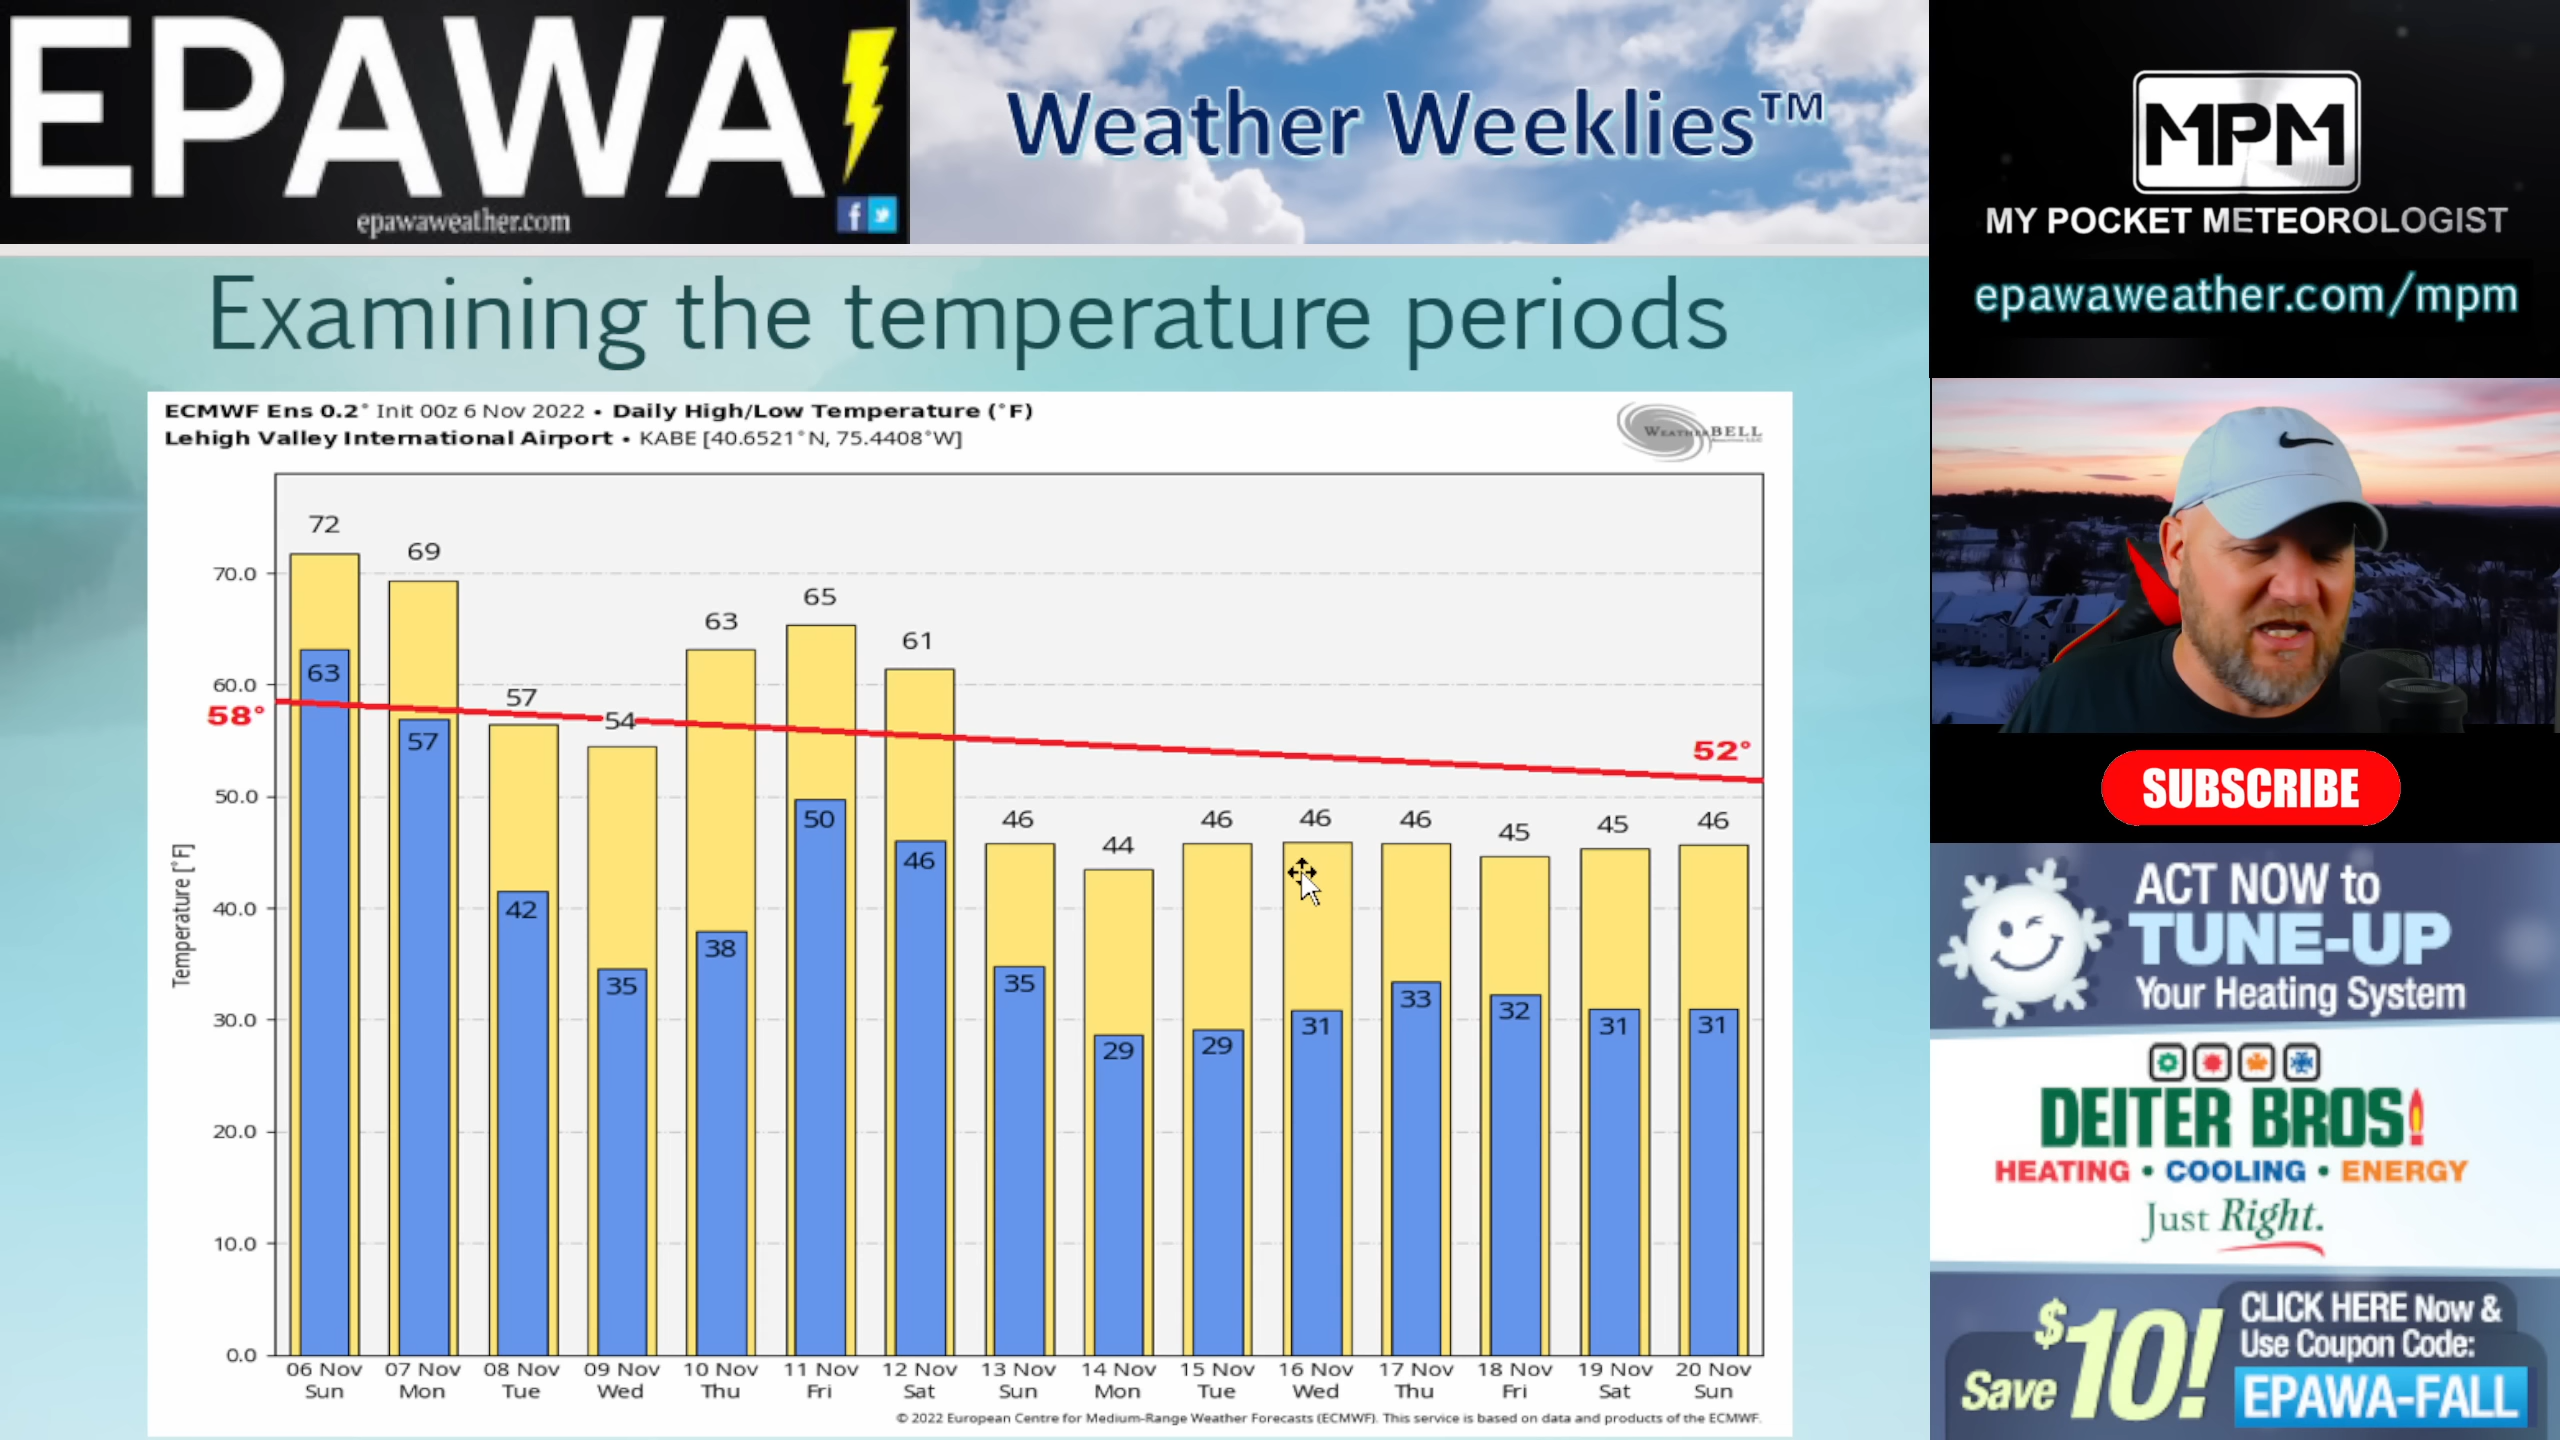 EPAWA
epawaweather.com
Weather Weeklies™
MPM
MY POCKET METEOROLOGIST
epawaweather.com/mpm
Examining the temperature periods
ECMWF Ens 0.2° Init 00z 6 Nov 2022 • Daily High/Low Temperature (°F)
Lehigh Valley International Airport • KABE [40.6521°N, 75.4408°W]
WEATHERBELL
72
69
57
54
63
65
61
46
44
46
46
46
45
45
46
63
57
42
35
38
50
46
35
29
29
31
33
32
31
31
58°
52°
Temperature [°F]
70.0
60.0
50.0
40.0
30.0
20.0
10.0
0.0
06 Nov 07 Nov 08 Nov 09 Nov 10 Nov 11 Nov 12 Nov 13 Nov 14 Nov 15 Nov 16 Nov 17 Nov 18 Nov 19 Nov 20 Nov
Sun Mon Tue Wed Thu Fri Sat Sun Mon Tue Wed Thu Fri Sat Sun
© 2022 European Centre for Medium-Range Weather Forecasts (ECMWF). This service is based on data and products of the ECMWF.
SUBSCRIBE
ACT NOW to
TUNE-UP
Your Heating System
DEITER BROS!
HEATING • COOLING • ENERGY
Just Right.
Save $10!
CLICK HERE Now &
Use Coupon Code:
EPAWA-FALL